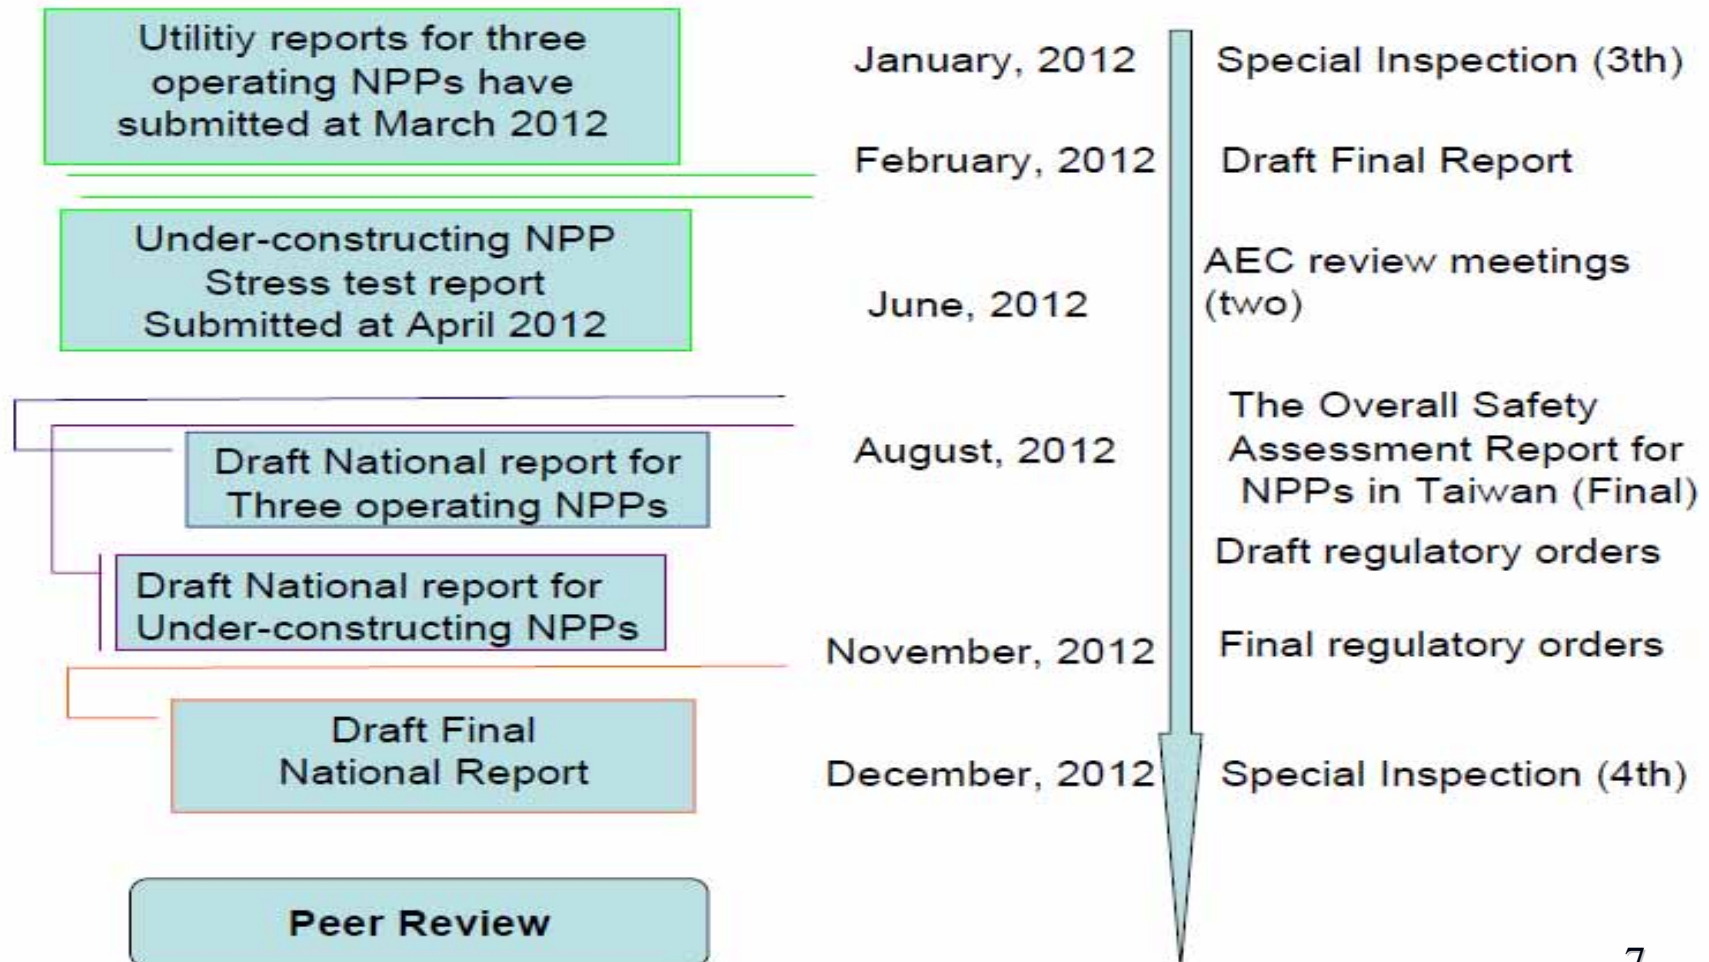 Utilitiy reports for three
operating NPPs have
submitted at March 2012
Under-constructing NPP
Stress test report
Submitted at April 2012
Draft National report for
Three operating NPPs
Draft National report for
Under-constructing NPPs
Draft Final
National Report
Peer Review
January, 2012
February, 2012
June, 2012
August, 2012
November, 2012
December, 2012
Special Inspection (3th)
Draft Final Report
AEC review meetings
(two)
The Overall Safety
Assessment Report for
NPPs in Taiwan (Final)
Draft regulatory orders
Final regulatory orders
Special Inspection (4th)
7